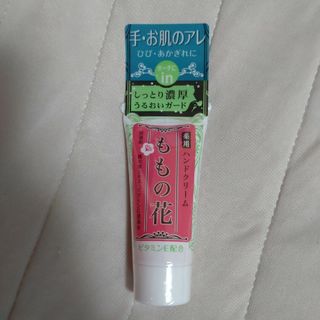 手・お肌のアレ
ひび・あかぎれに
in
しっとり濃厚
うるおいガード
薬用
ハンドクリーム
ももの花
ビタミンE配合